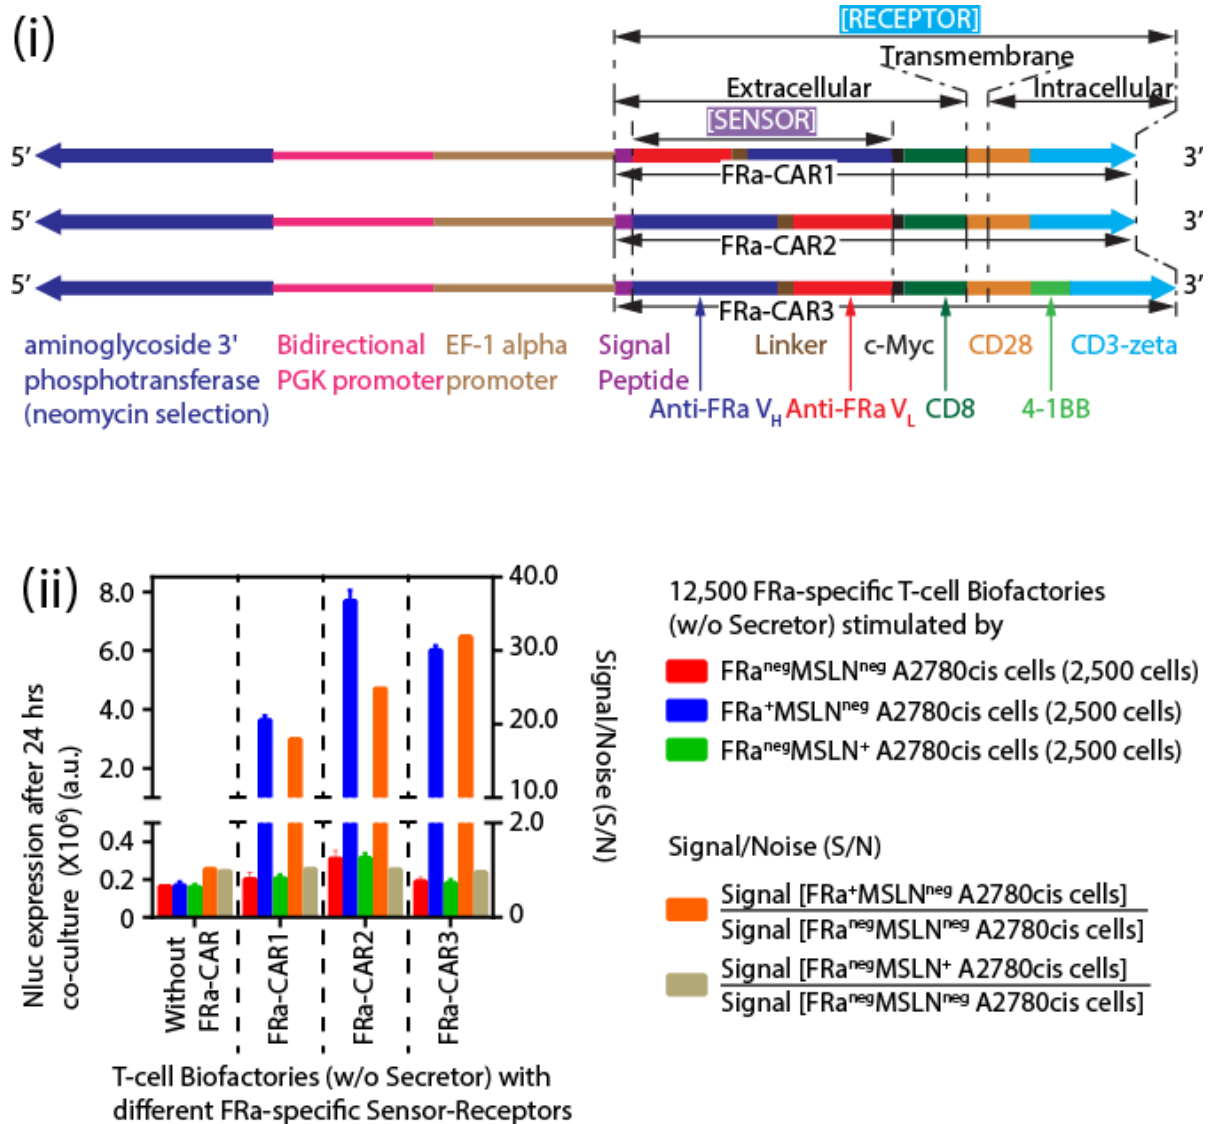 (i)
[RECEPTOR]
Transmembrane
Extracellular
Intracellular
[SENSOR]
5’
3’
FRa-CAR1
5’
3’
FRa-CAR2
5’
3’
FRa-CAR3
aminoglycoside 3'
phosphotransferase
(neomycin selection)
Bidirectional
PGK promoter
EF-1 alpha
promoter
Signal
Peptide
Linker
c-Myc
CD28
CD3-zeta
Anti-FRa VH
Anti-FRa VL
CD8
4-1BB
(ii)
Nluc expression after 24 hrs
co-culture (X10⁶) (a.u.)
8.0
6.0
4.0
2.0
0.4
0.2
0
40.0
30.0
20.0
10.0
2.0
0
Signal/Noise (S/N)
Without
FRa-CAR
FRa-CAR1
FRa-CAR2
FRa-CAR3
T-cell Biofactories (w/o Secretor) with
different FRa-specific Sensor-Receptors
12,500 FRa-specific T-cell Biofactories
(w/o Secretor) stimulated by
FRaⁿᵉᵍMSLNⁿᵉᵍ A2780cis cells (2,500 cells)
FRa⁺MSLNⁿᵉᵍ A2780cis cells (2,500 cells)
FRaⁿᵉᵍMSLN⁺ A2780cis cells (2,500 cells)
Signal/Noise (S/N)
Signal [FRa⁺MSLNⁿᵉᵍ A2780cis cells]
Signal [FRaⁿᵉᵍMSLNⁿᵉᵍ A2780cis cells]
Signal [FRaⁿᵉᵍMSLN⁺ A2780cis cells]
Signal [FRaⁿᵉᵍMSLNⁿᵉᵍ A2780cis cells]